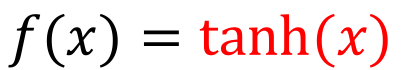 f(x) = tanh(x)